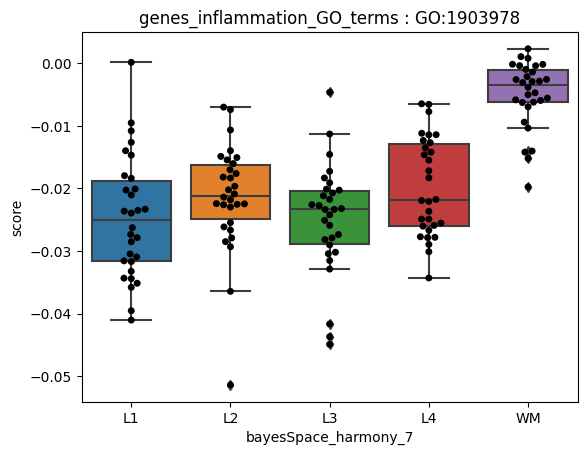 genes_inflammation_GO_terms : GO:1903978
0.00
−0.01
−0.02
−0.03
−0.04
−0.05
score
L1 L2 L3 L4 WM
bayesSpace_harmony_7